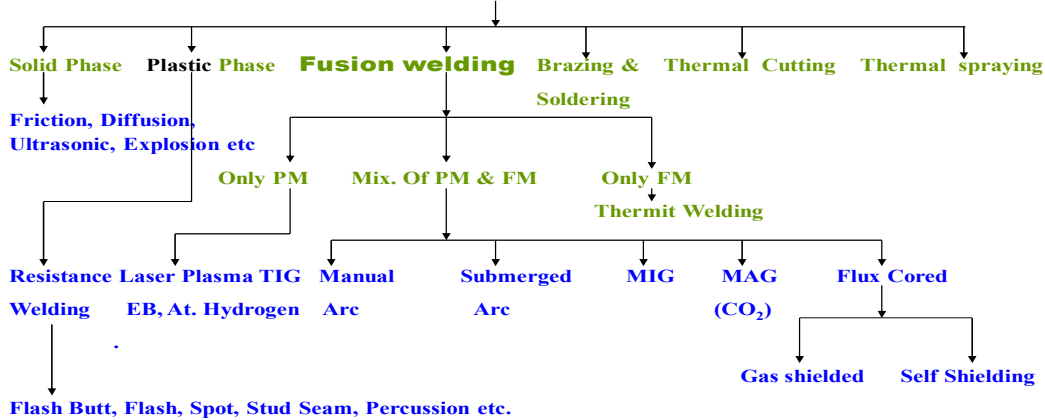 Solid Phase Plastic Phase Fusion welding Brazing & Thermal Cutting Thermal spraying
Soldering
Friction, Diffusion,
Ultrasonic, Explosion etc
Only PM Mix. Of PM & FM Only FM
Thermit Welding
Resistance Laser Plasma TIG Manual Submerged MIG MAG Flux Cored
Welding EB, At. Hydrogen Arc Arc (CO₂)
.
Gas shielded Self Shielding
Flash Butt, Flash, Spot, Stud Seam, Percussion etc.